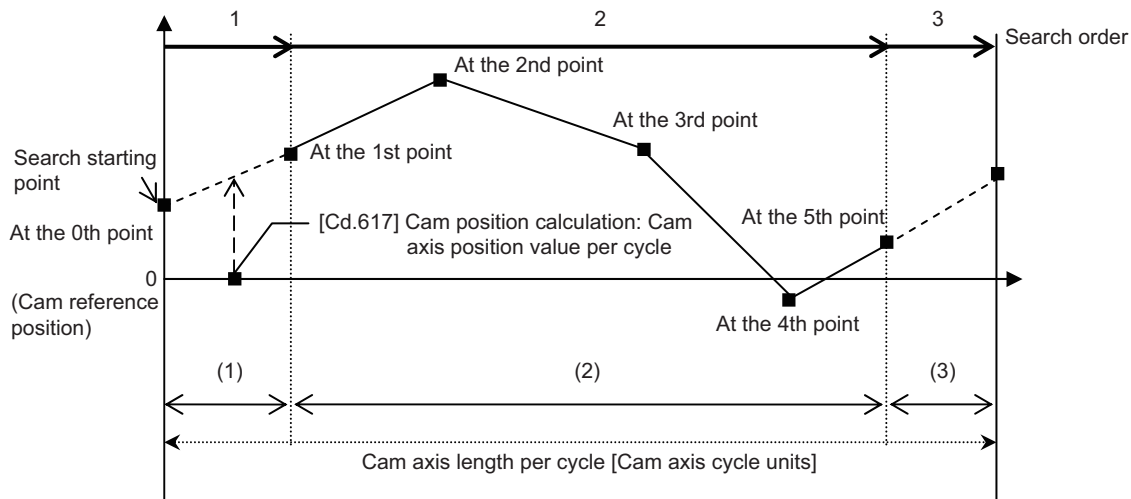 1
2
3
Search order
At the 2nd point
At the 3rd point
At the 1st point
Search starting
point
At the 5th point
[Cd.617] Cam position calculation: Cam
axis position value per cycle
At the 0th point
0
(Cam reference
position)
At the 4th point
(1)
(2)
(3)
Cam axis length per cycle [Cam axis cycle units]